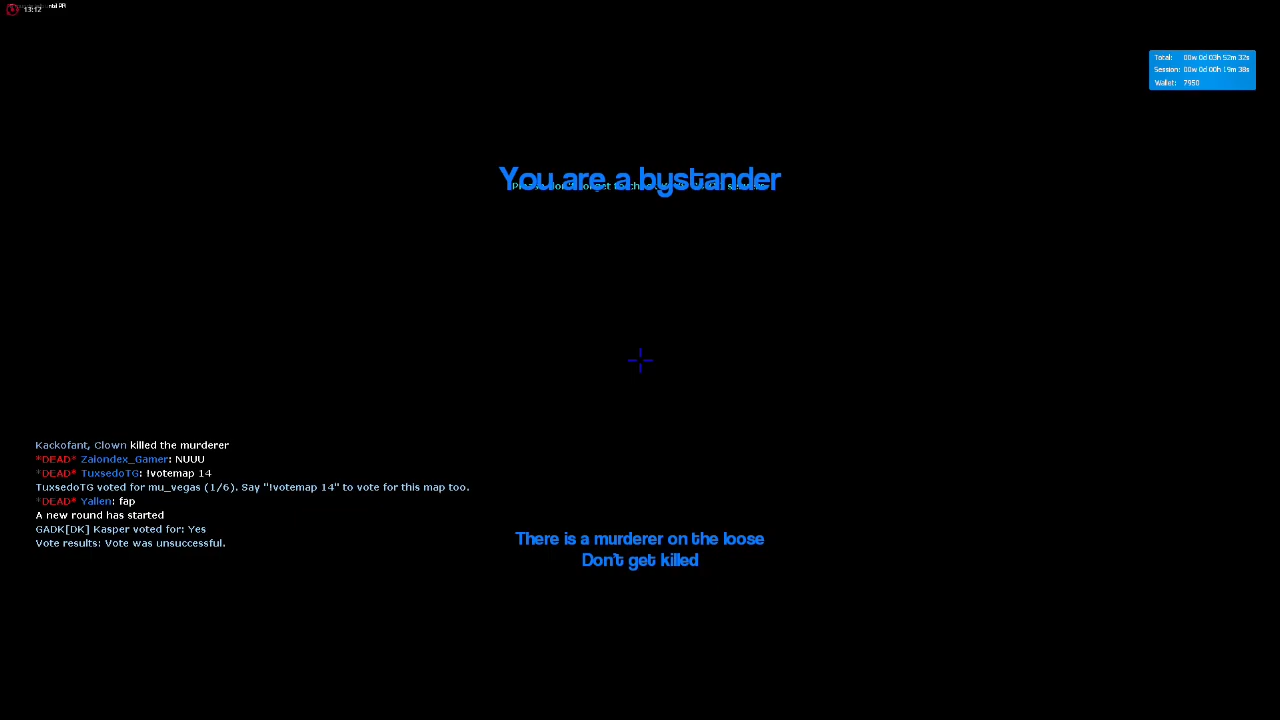 13:12
Total: 00w 0d 03h 52m 32s
Session: 00w 0d 00h 19m 38s
Wallet: 7950
You are a bystander
Kackofant, Clown killed the murderer
*DEAD* Zaiondex_Gamer: NUUU
*DEAD* TuxsedoTG: !votemap 14
TuxsedoTG voted for mu_vegas (1/6). Say "!votemap 14" to vote for this map too.
*DEAD* Yallen: fap
A new round has started
GADK[DK] Kasper voted for: Yes
Vote results: Vote was unsuccessful.
There is a murderer on the loose
Don't get killed